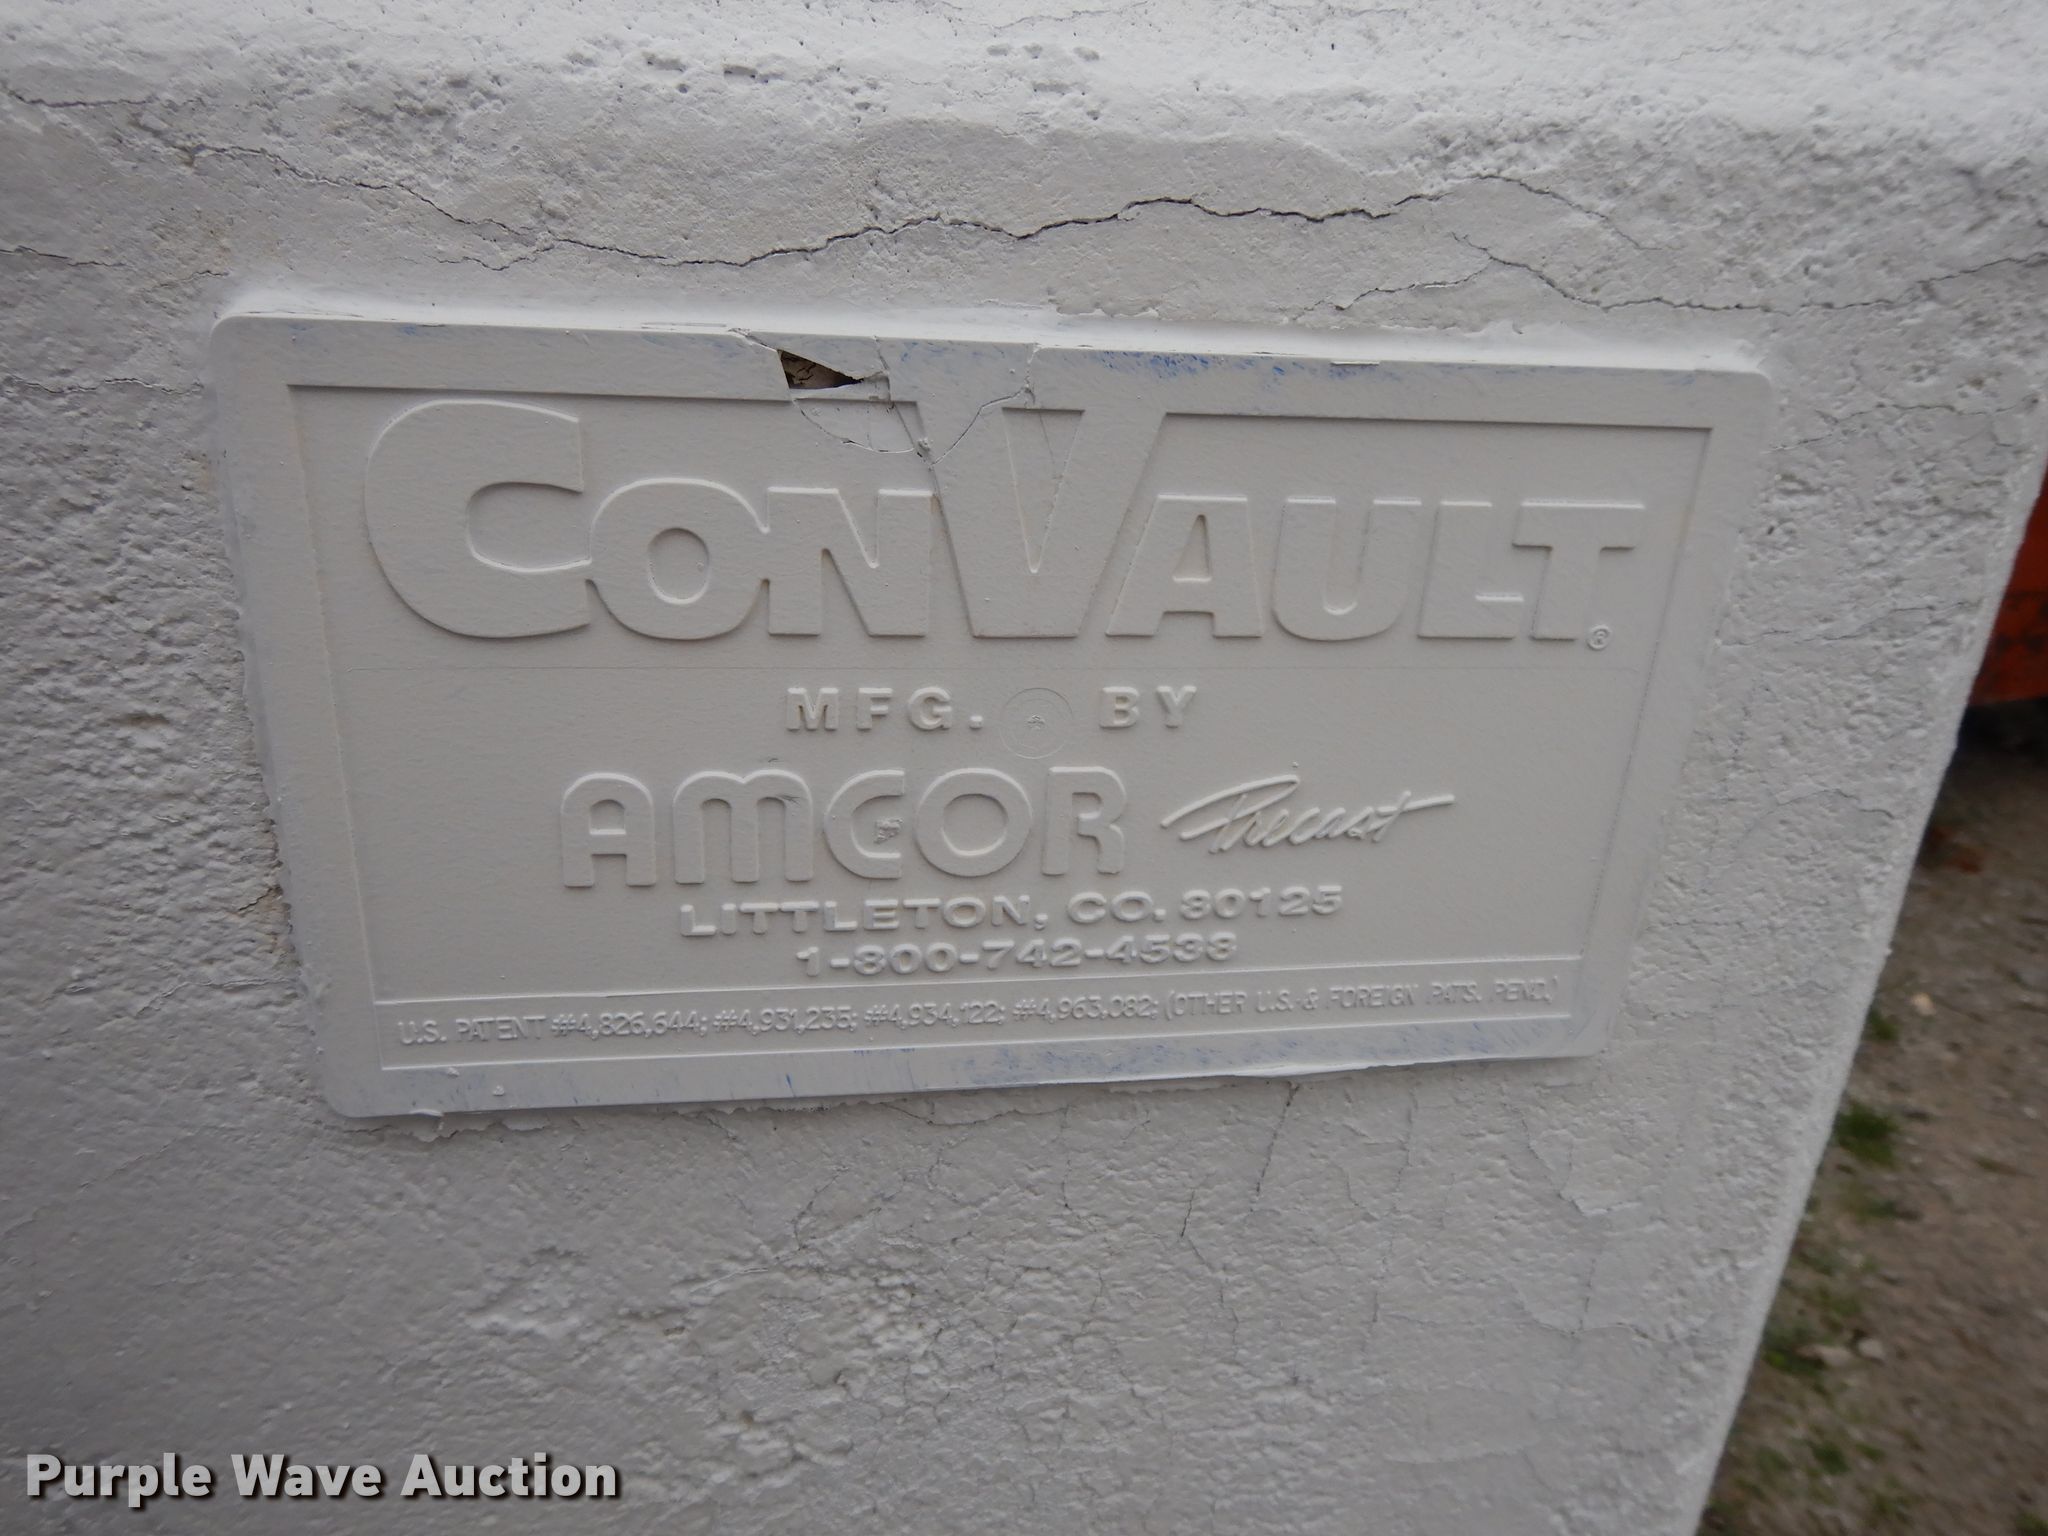 CONVAULT®
MFG. BY
AMCOR Precast
LITTLETON, CO. 80125
1-800-742-4538
U.S. PATENT #4,826,644; #4,931,235; #4,934,122; #4,963,082; (OTHER U.S. & FOREIGN PATS. PEND.)
Purple Wave Auction